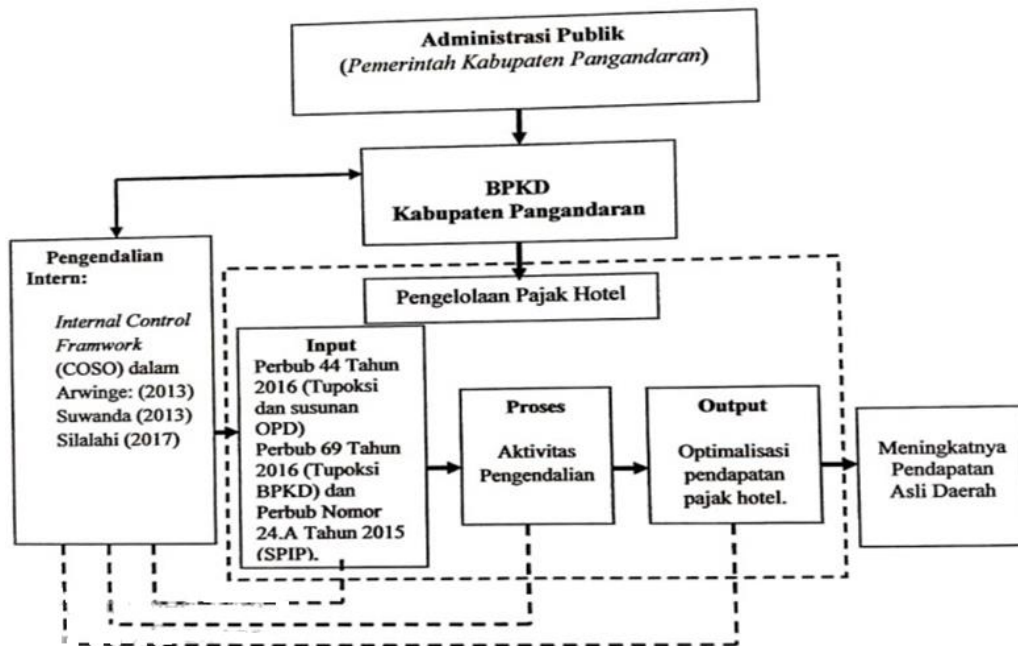 Administrasi Publik
(Pemerintah Kabupaten Pangandaran)
BPKD
Kabupaten Pangandaran
Pengendalian
Intern:
Internal Control
Framwork
(COSO) dalam
Arwinge: (2013)
Suwanda (2013)
Silalahi (2017)
Pengelolaan Pajak Hotel
Input
Perbub 44 Tahun
2016 (Tupoksi
dan susunan
OPD)
Perbub 69 Tahun
2016 (Tupoksi
BPKD) dan
Perbub Nomor
24.A Tahun 2015
(SPIP).
Proses
Aktivitas
Pengendalian
Output
Optimalisasi
pendapatan
pajak hotel.
Meningkatnya
Pendapatan
Asli Daerah